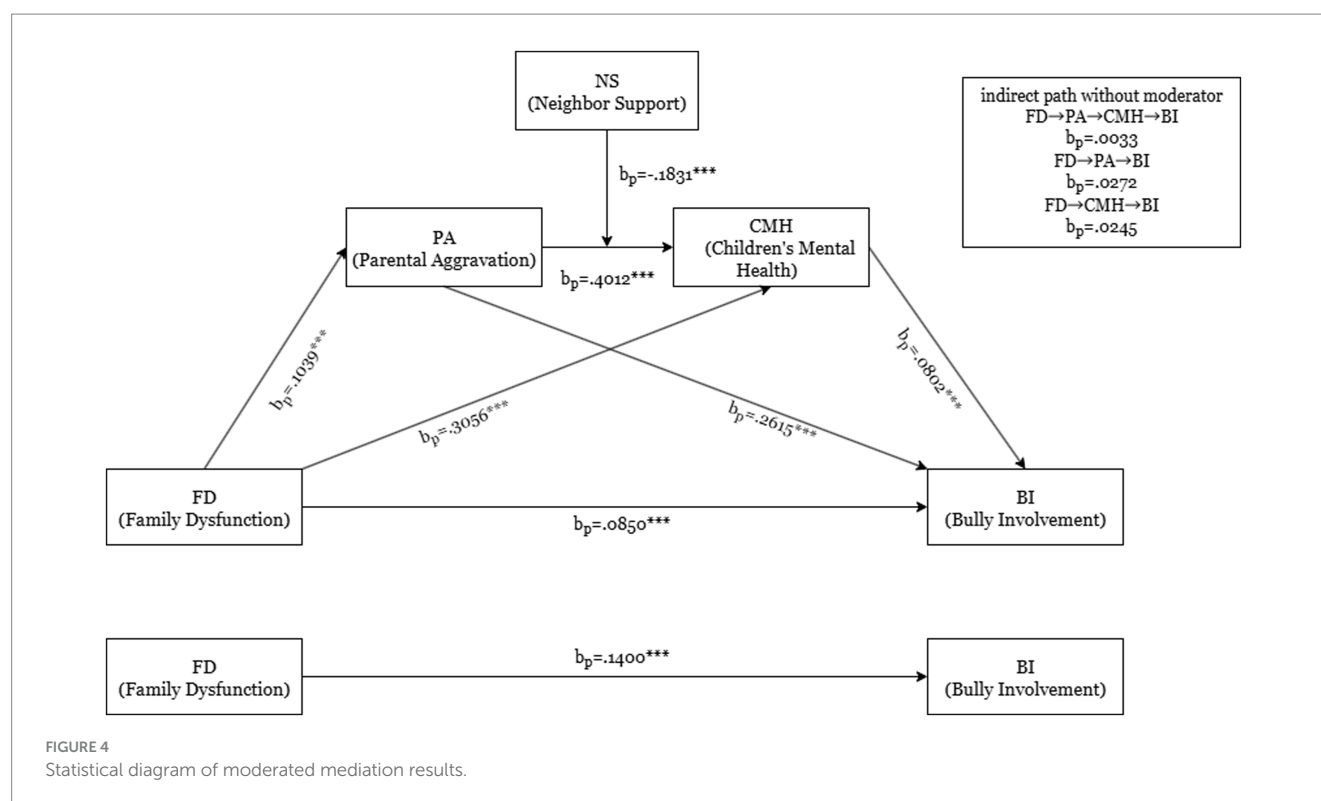 NS
(Neighbor Support)
indirect path without moderator
FD→PA→CMH→BI
bp=.0033
FD→PA→BI
bp=.0272
FD→CMH→BI
bp=.0245
bp=-.1831***
PA
(Parental Aggravation)
CMH
(Children's Mental
Health)
bp=.4012***
bp=.1039***
bp=.3056***
bp=.2615***
bp=.0802***
FD
(Family Dysfunction)
BI
(Bully Involvement)
bp=.0850***
FD
(Family Dysfunction)
bp=.1400***
BI
(Bully Involvement)
FIGURE 4
Statistical diagram of moderated mediation results.